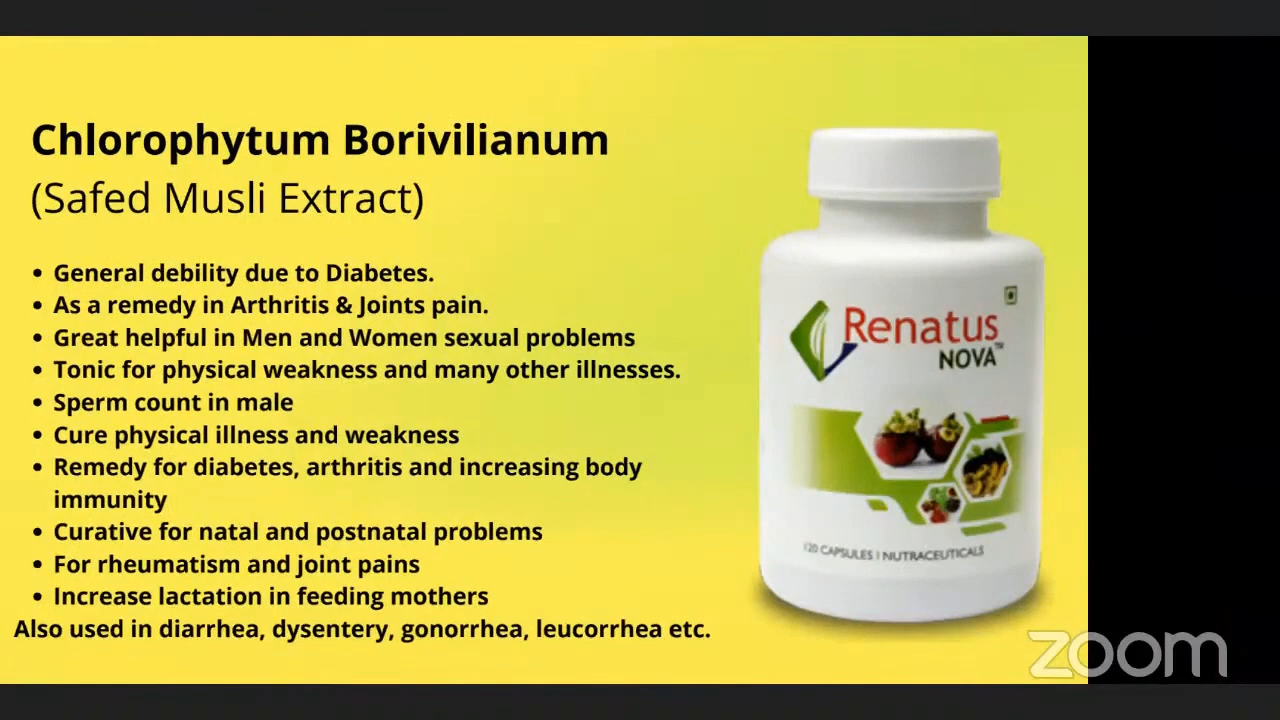 Chlorophytum Borivilianum
(Safed Musli Extract)
• General debility due to Diabetes.
• As a remedy in Arthritis & Joints pain.
• Great helpful in Men and Women sexual problems
• Tonic for physical weakness and many other illnesses.
• Sperm count in male
• Cure physical illness and weakness
• Remedy for diabetes, arthritis and increasing body
immunity
• Curative for natal and postnatal problems
• For rheumatism and joint pains
• Increase lactation in feeding mothers
Also used in diarrhea, dysentery, gonorrhea, leucorrhea etc.
Renatus
NOVA™
120 CAPSULES | NUTRACEUTICALS
zoom